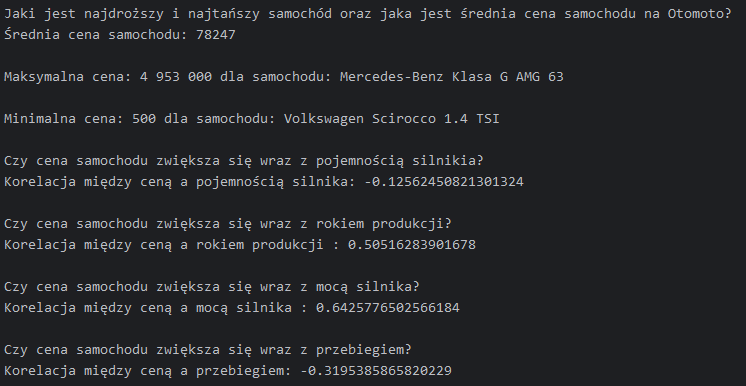 Jaki jest najdroższy i najtańszy samochód oraz jaka jest średnia cena samochodu na Otomoto?
Średnia cena samochodu: 78247
Maksymalna cena: 4 953 000 dla samochodu: Mercedes-Benz Klasa G AMG 63
Minimalna cena: 500 dla samochodu: Volkswagen Scirocco 1.4 TSI
Czy cena samochodu zwiększa się wraz z pojemnością silnikia?
Korelacja między ceną a pojemnością silnika: -0.12562450821301324
Czy cena samochodu zwiększa się wraz z rokiem produkcji?
Korelacja między ceną a rokiem produkcji : 0.50516283901678
Czy cena samochodu zwiększa się wraz z mocą silnika?
Korelacja między ceną a mocą silnika : 0.6425776502566184
Czy cena samochodu zwiększa się wraz z przebiegiem?
Korelacja między ceną a przebiegiem: -0.3195385865820229